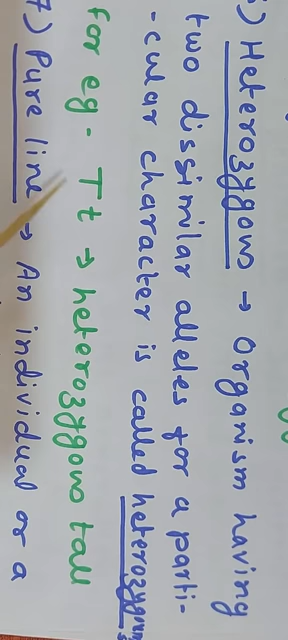 ) Heterozygous → Organism having
two dissimilar alleles for a parti-
-cular character is called heterozygous
for eg - Tt → heterozygous tall
7) Pure line → An individual or a